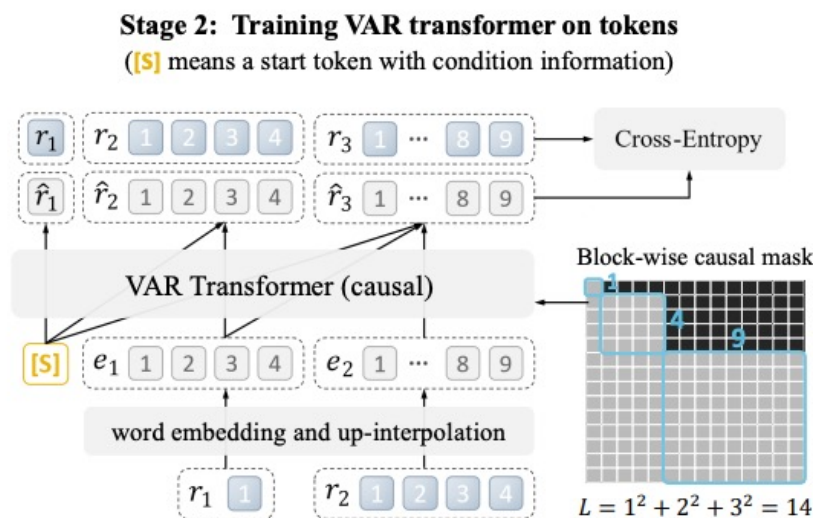 Stage 2: Training VAR transformer on tokens
([S] means a start token with condition information)
r₁ r₂ 1 2 3 4 r₃ 1 ... 8 9
Cross-Entropy
r̂₁ r̂₂ 1 2 3 4 r̂₃ 1 ... 8 9
Block-wise causal mask
VAR Transformer (causal)
1
4
9
[S] e₁ 1 2 3 4 e₂ 1 ... 8 9
word embedding and up-interpolation
r₁ 1 r₂ 1 2 3 4
L = 1² + 2² + 3² = 14